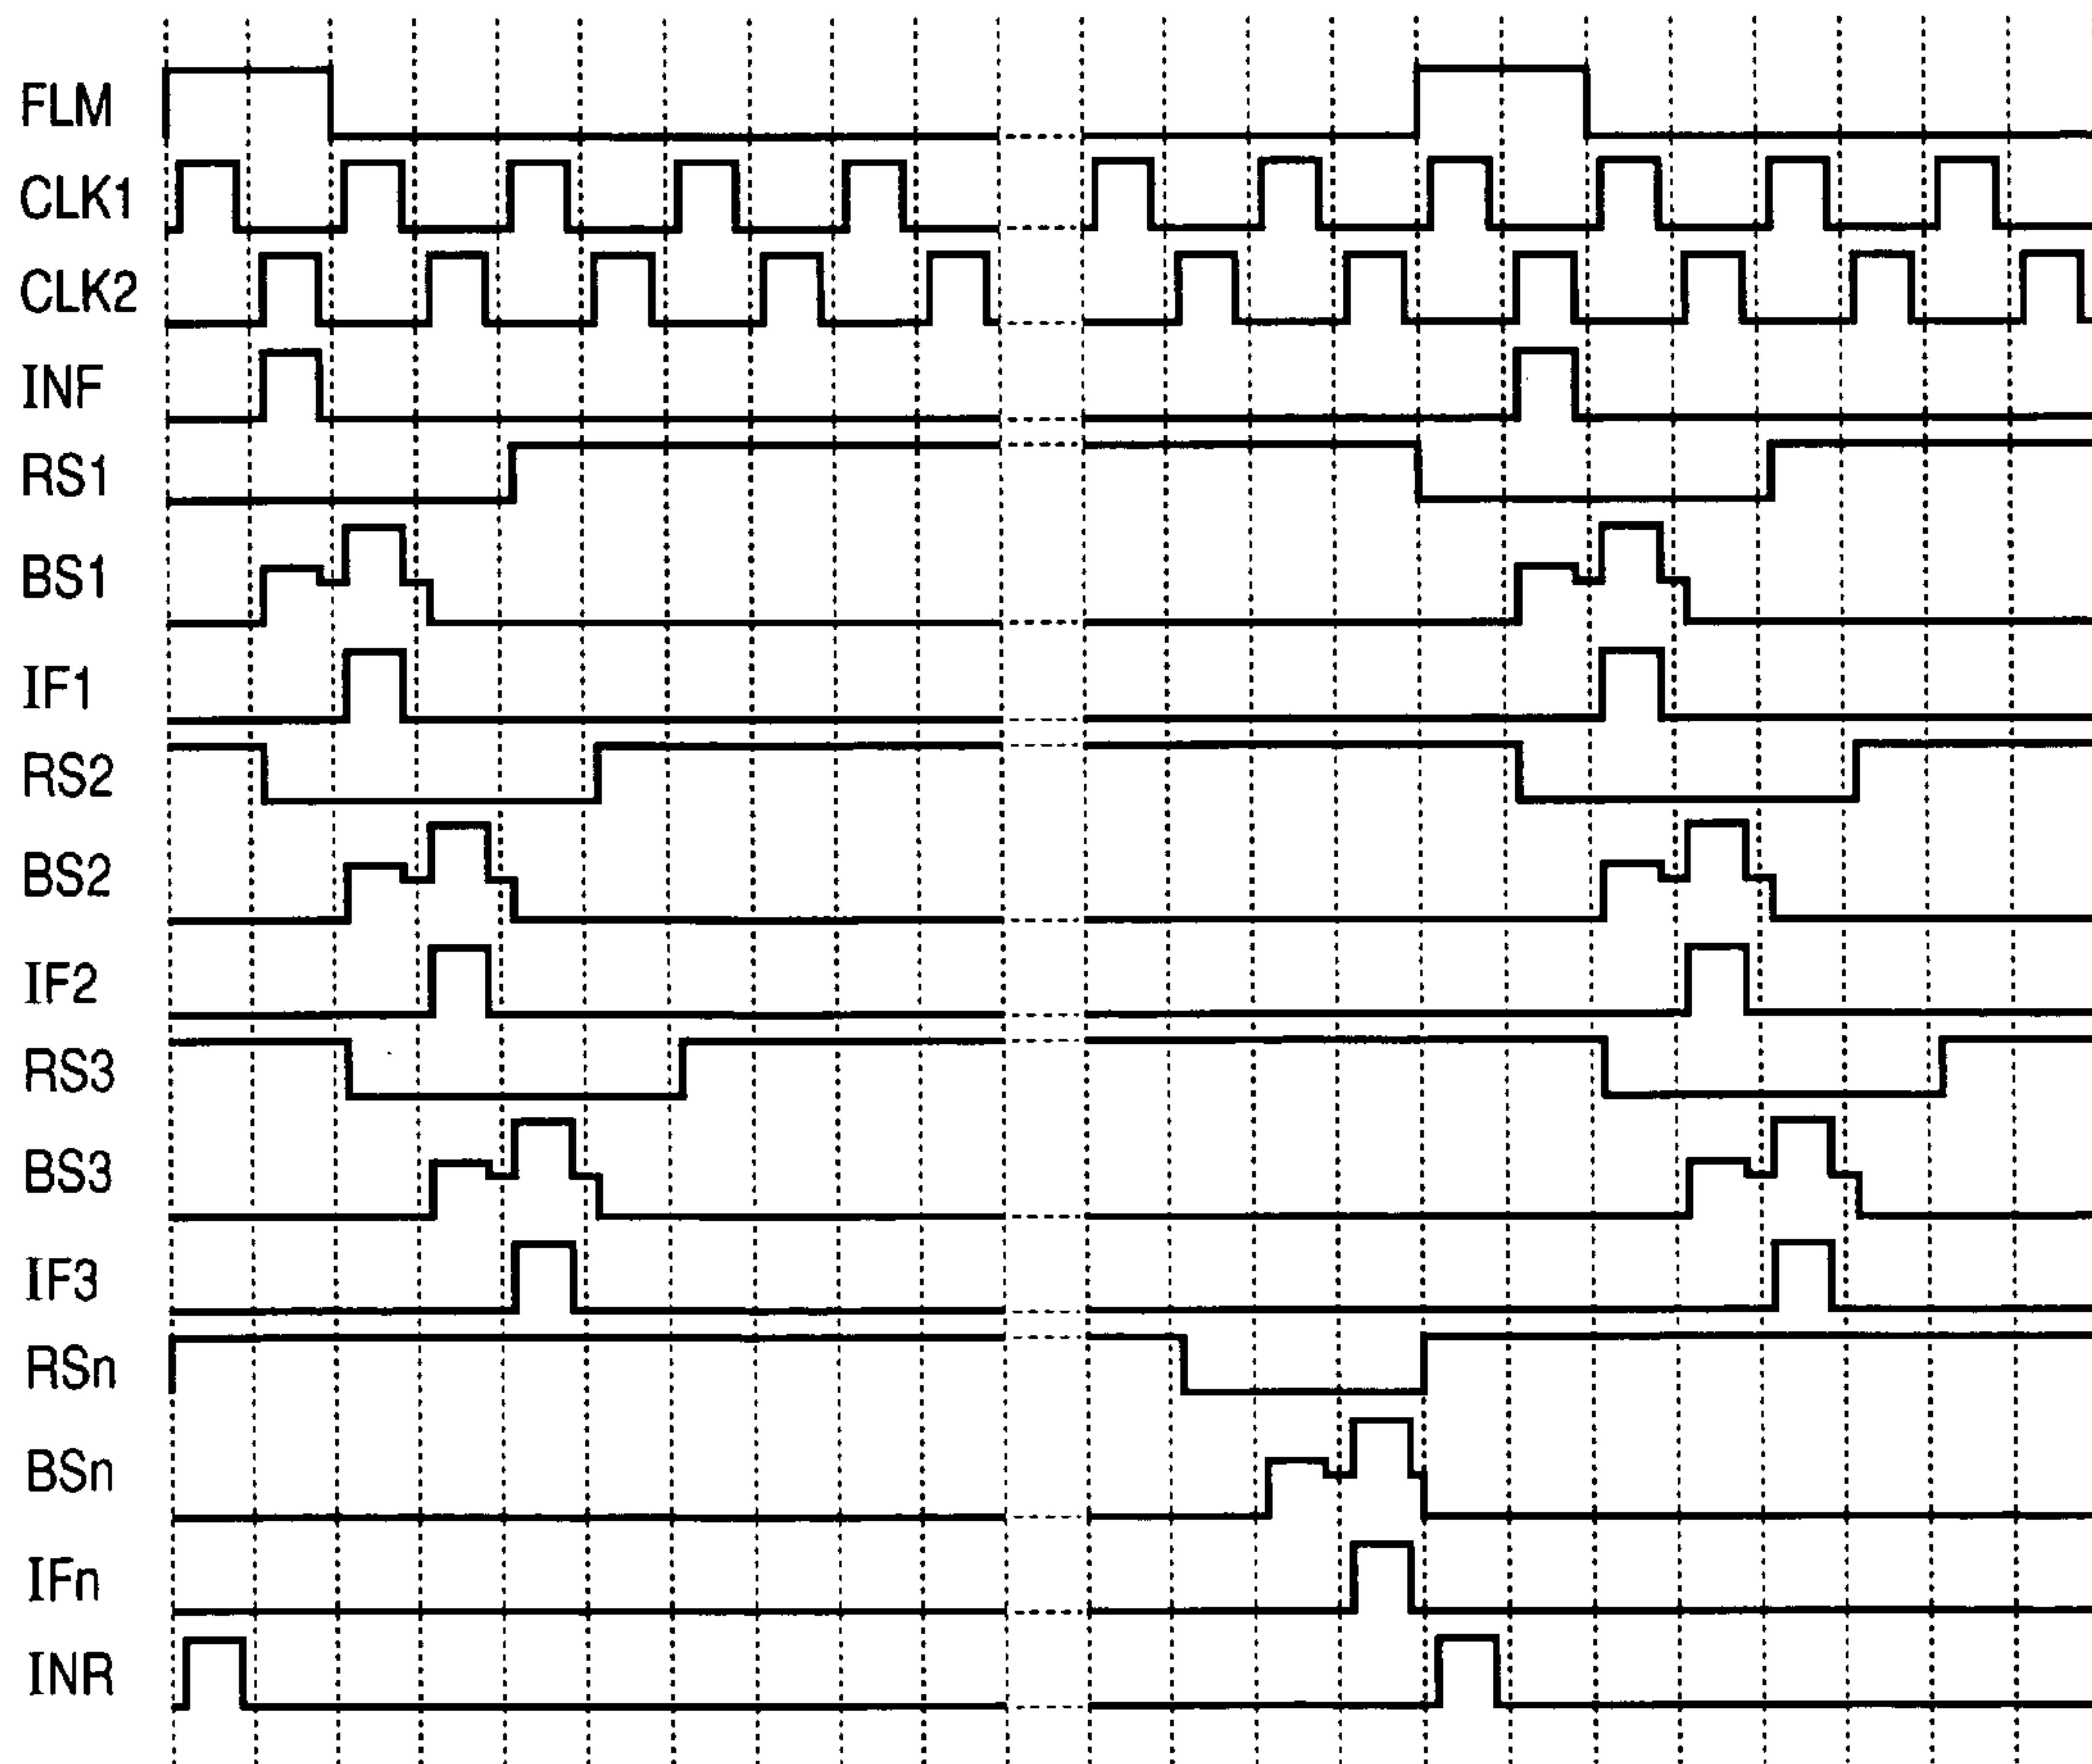 FLM
CLK1
CLK2
INF
RS1
BS1
IF1
RS2
BS2
IF2
RS3
BS3
IF3
RSn
BSn
IFn
INR